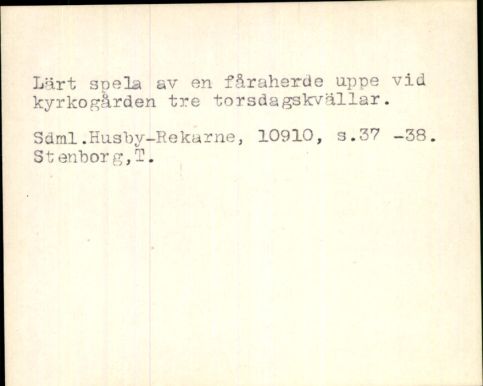 Lärt spela av en fåraherde uppe vid
kyrkogården tre torsdagskvällar.
Sdml.Husby-Rekarne, 10910, s.37 -38.
Stenborg,T.